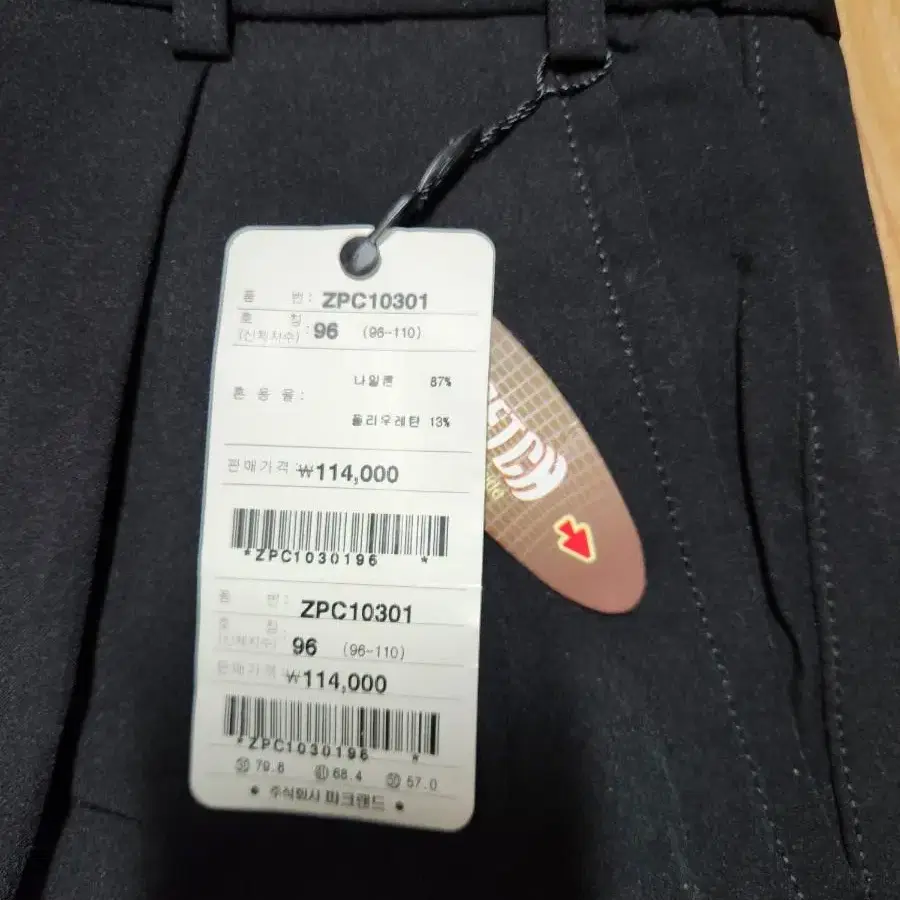 품 번 : ZPC10301
호 칭
(신체치수) : 96 (96-110)
나일론 87%
혼 용 율 :
폴리우레탄 13%
판매가격 : ₩114,000
*ZPC1030196 *
품 번 : ZPC10301
호 칭
(신체치수) : 96 (96-110)
판매가격 : ₩114,000
*ZPC1030196 *
79.6 68.4 57.0
● 주식회사 파크랜드 ●
ETCH